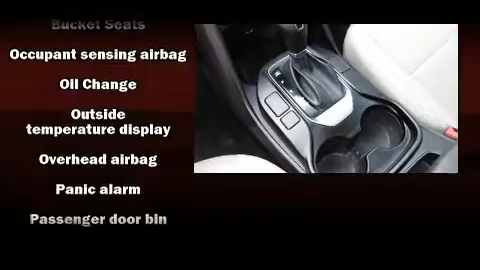 Bucket Seats
Occupant sensing airbag
Oil Change
Outside
temperature display
Overhead airbag
Panic alarm
Passenger door bin